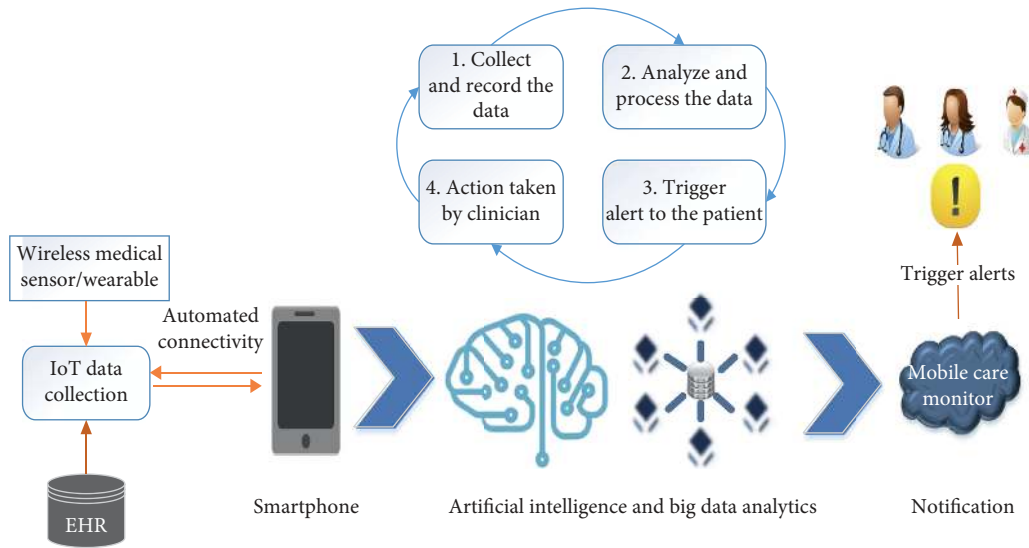 1. Collect
and record the
data
2. Analyze and
process the data
4. Action taken
by clinician
3. Trigger
alert to the patient
Wireless medical
sensor/wearable
Automated
connectivity
IoT data
collection
EHR
Smartphone
Artificial intelligence and big data analytics
!
Trigger alerts
Mobile care
monitor
Notification